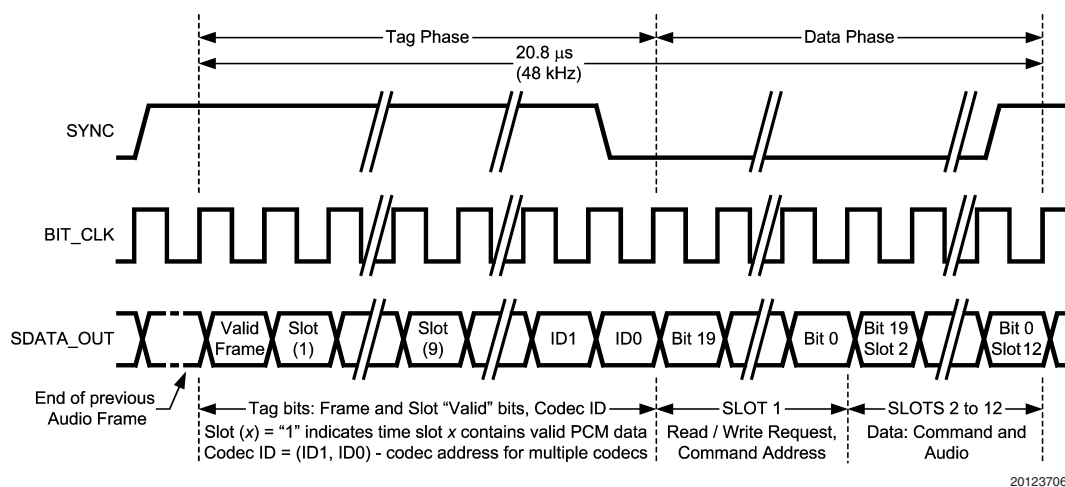 Tag Phase
Data Phase
20.8 μs
(48 kHz)
SYNC
BIT_CLK
SDATA_OUT
Valid
Frame
Slot
(1)
Slot
(9)
ID1
ID0
Bit 19
Bit 0
Bit 19
Slot 2
Bit 0
Slot12
End of previous
Audio Frame
Tag bits: Frame and Slot “Valid” bits, Codec ID
Slot (x) = “1” indicates time slot x contains valid PCM data
Codec ID = (ID1, ID0) - codec address for multiple codecs
SLOT 1
Read / Write Request,
Command Address
SLOTS 2 to 12
Data: Command and
Audio
20123706